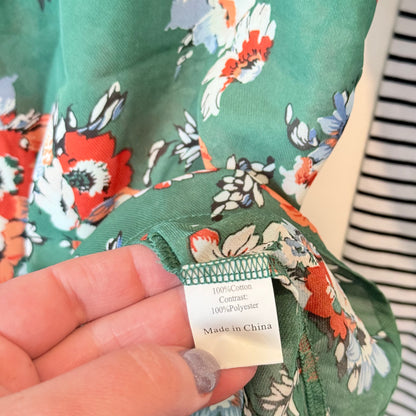 100%Cotton
Contrast:
100%Polyester
Made in China